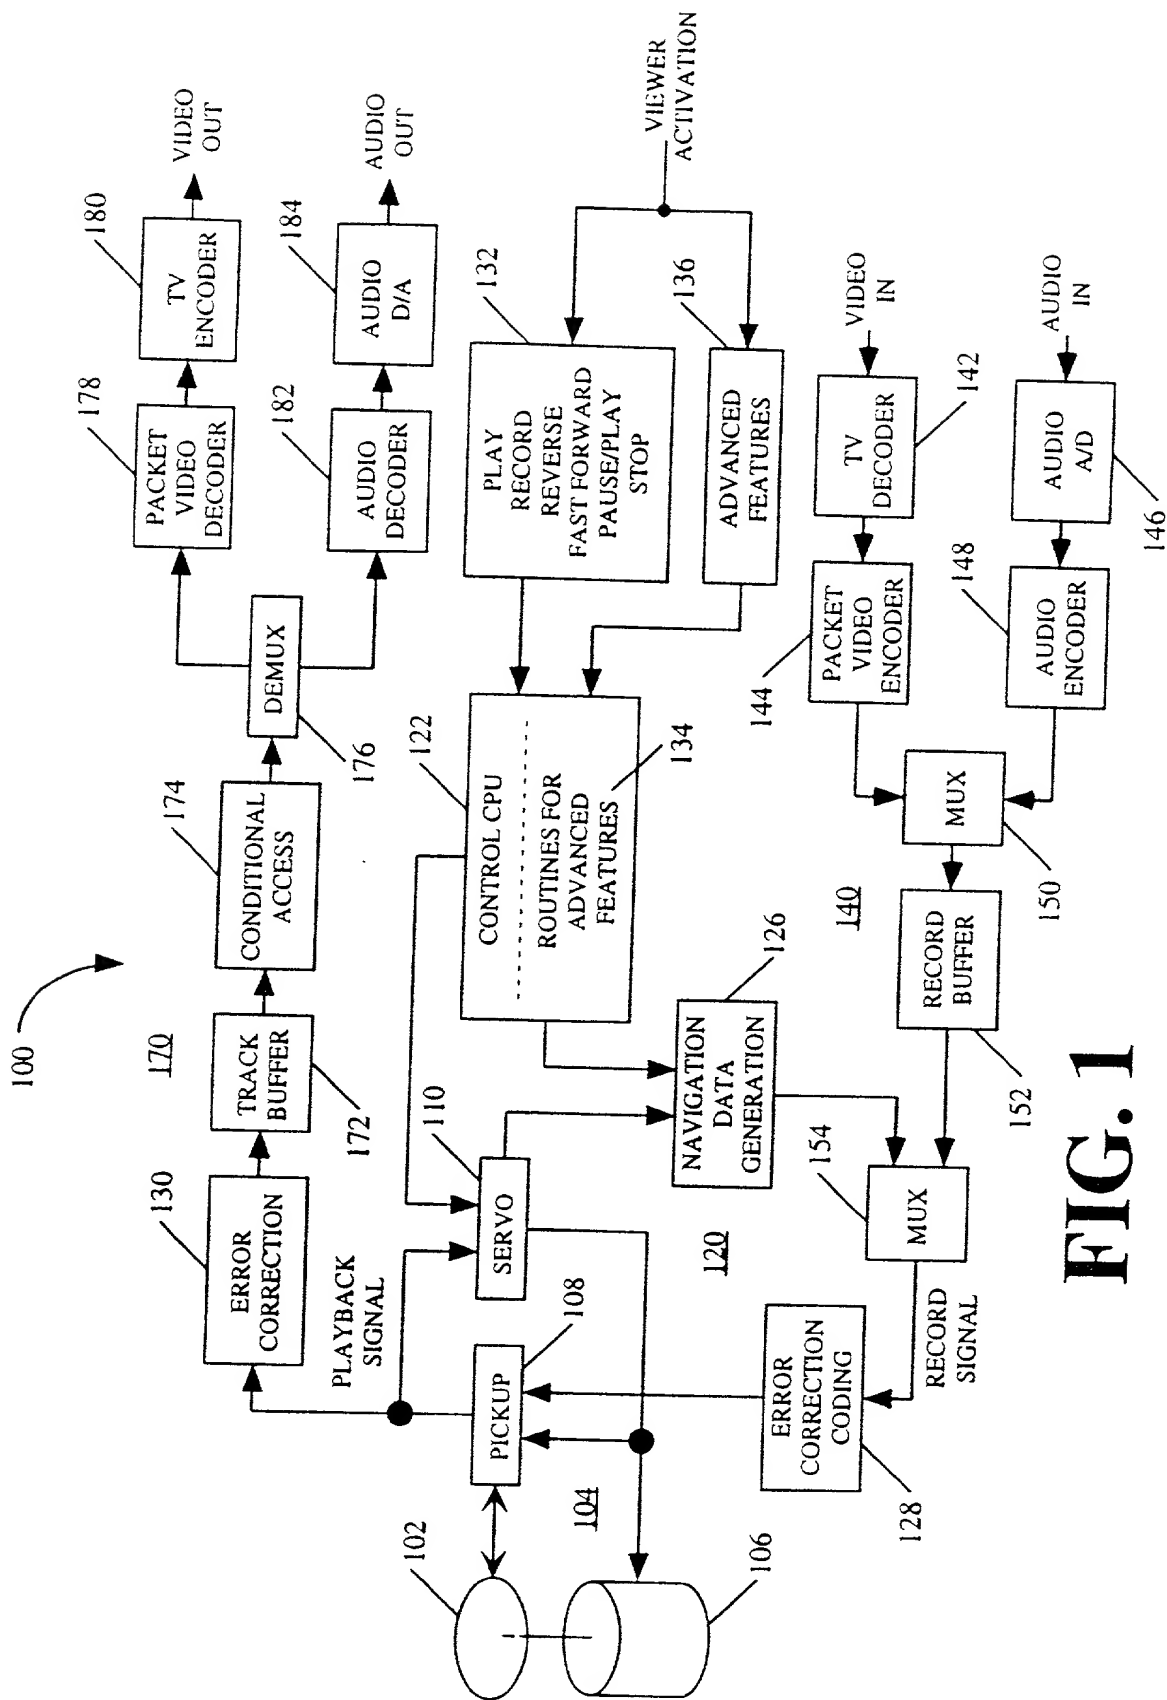 100
170
130
ERROR
CORRECTION
TRACK
BUFFER
172
174
CONDITIONAL
ACCESS
DEMUX
176
178
PACKET
VIDEO
DECODER
180
TV
ENCODER
VIDEO
OUT
182
AUDIO
DECODER
184
AUDIO
D/A
AUDIO
OUT
PLAYBACK
SIGNAL
102
PICKUP
108
104
106
SERVO
110
122
CONTROL CPU
ROUTINES FOR
ADVANCED
FEATURES
134
132
PLAY
RECORD
REVERSE
FAST FORWARD
PAUSE/PLAY
STOP
136
ADVANCED
FEATURES
VIEWER
ACTIVATION
120
126
NAVIGATION
DATA
GENERATION
128
ERROR
CORRECTION
CODING
RECORD
SIGNAL
154
MUX
140
RECORD
BUFFER
152
MUX
150
144
PACKET
VIDEO
ENCODER
TV
DECODER
142
VIDEO
IN
148
AUDIO
ENCODER
AUDIO
A/D
146
AUDIO
IN
FIG. 1